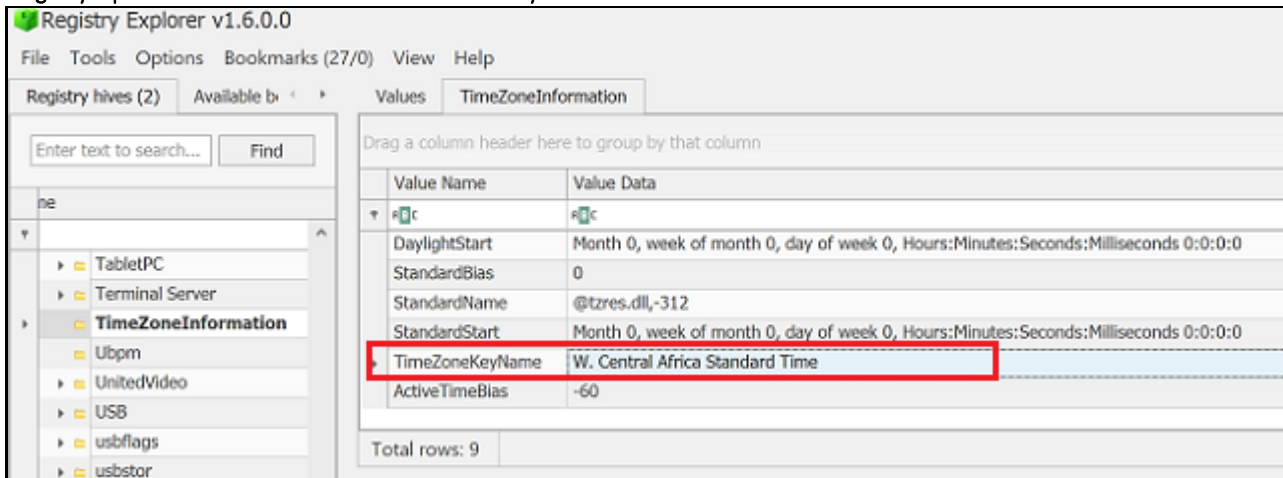 Registry Explorer v1.6.0.0
File Tools Options Bookmarks (27/0) View Help
Registry hives (2) Available b
Values TimeZoneInformation
Enter text to search... Find
Drag a column header here to group by that column
ne
Value Name Value Data
DaylightStart Month 0, week of month 0, day of week 0, Hours:Minutes:Seconds:Milliseconds 0:0:0:0
TabletPC
StandardBias 0
Terminal Server
StandardName @tzres.dll,-312
TimeZoneInformation
StandardStart Month 0, week of month 0, day of week 0, Hours:Minutes:Seconds:Milliseconds 0:0:0:0
Ubpm
TimeZoneKeyName W. Central Africa Standard Time
UnitedVideo
ActiveTimeBias -60
USB
usbflags
Total rows: 9
usbstor